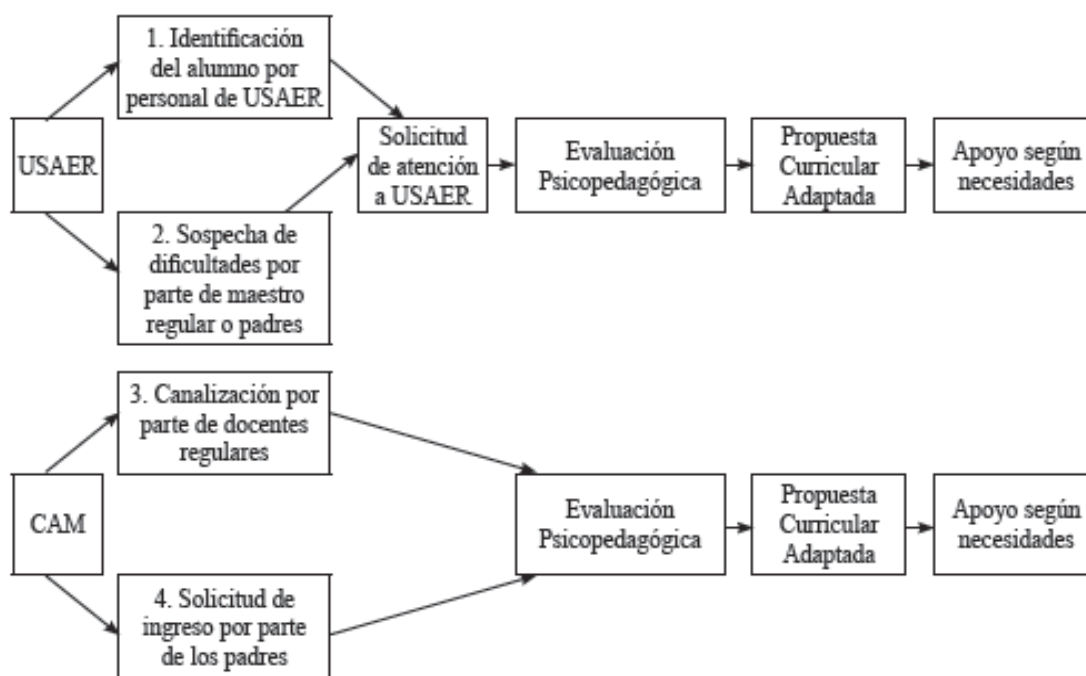 1. Identificación
del alumno por
personal de USAER
USAER
Solicitud
de atención
a USAER
Evaluación
Psicopedagógica
Propuesta
Curricular
Adaptada
Apoyo según
necesidades
2. Sospecha de
dificultades por
parte de maestro
regular o padres
3. Canalización por
parte de docentes
regulares
CAM
Evaluación
Psicopedagógica
Propuesta
Curricular
Adaptada
Apoyo según
necesidades
4. Solicitud de
ingreso por parte
de los padres